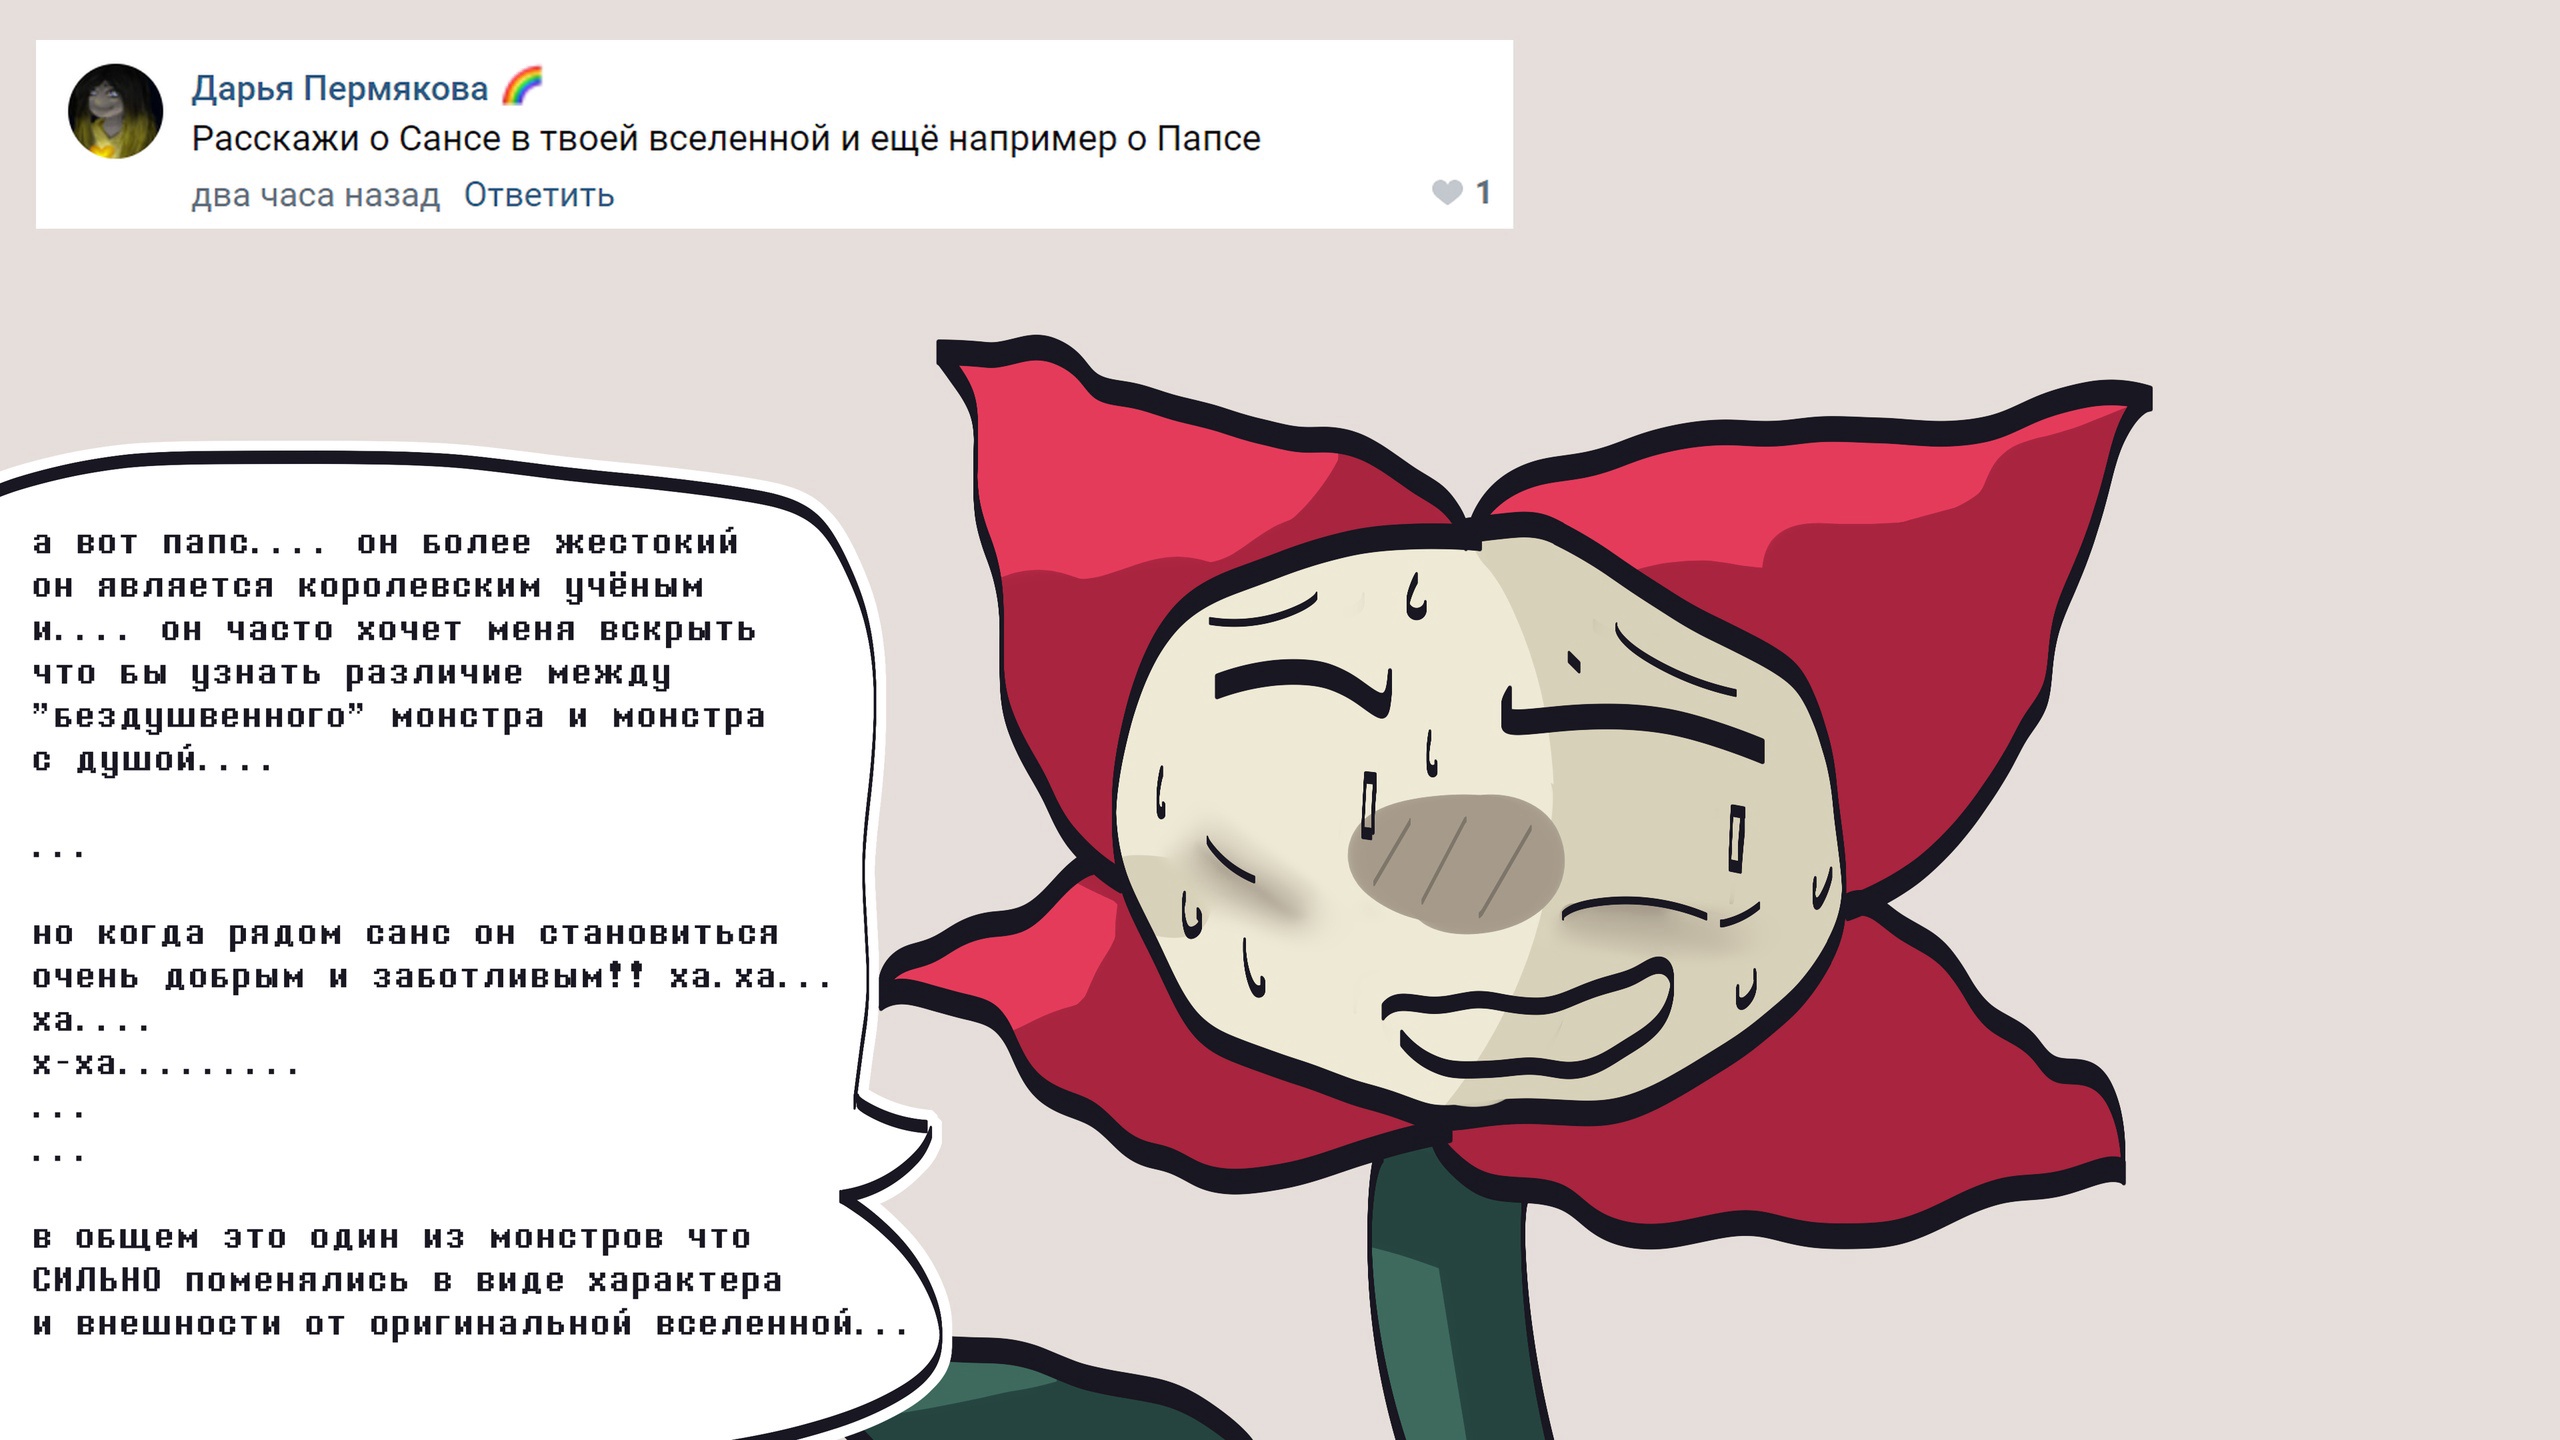 Дарья Пермякова 🌈
Расскажи о Сансе в твоей вселенной и ещё например о Папсе
два часа назад Ответить
1
а вот папс.... он более жестокий
он является королевским учёным
и.... он часто хочет меня вскрыть
что бы узнать различие между
"бездушвенного" монстра и монстра
с душой....
...
но когда рядом санс он становиться
очень добрым и заботливым!! ха.ха...
ха....
х-ха.........
...
...
в общем это один из монстров что
СИЛЬНО поменялись в виде характера
и внешности от оригинальной вселенной...